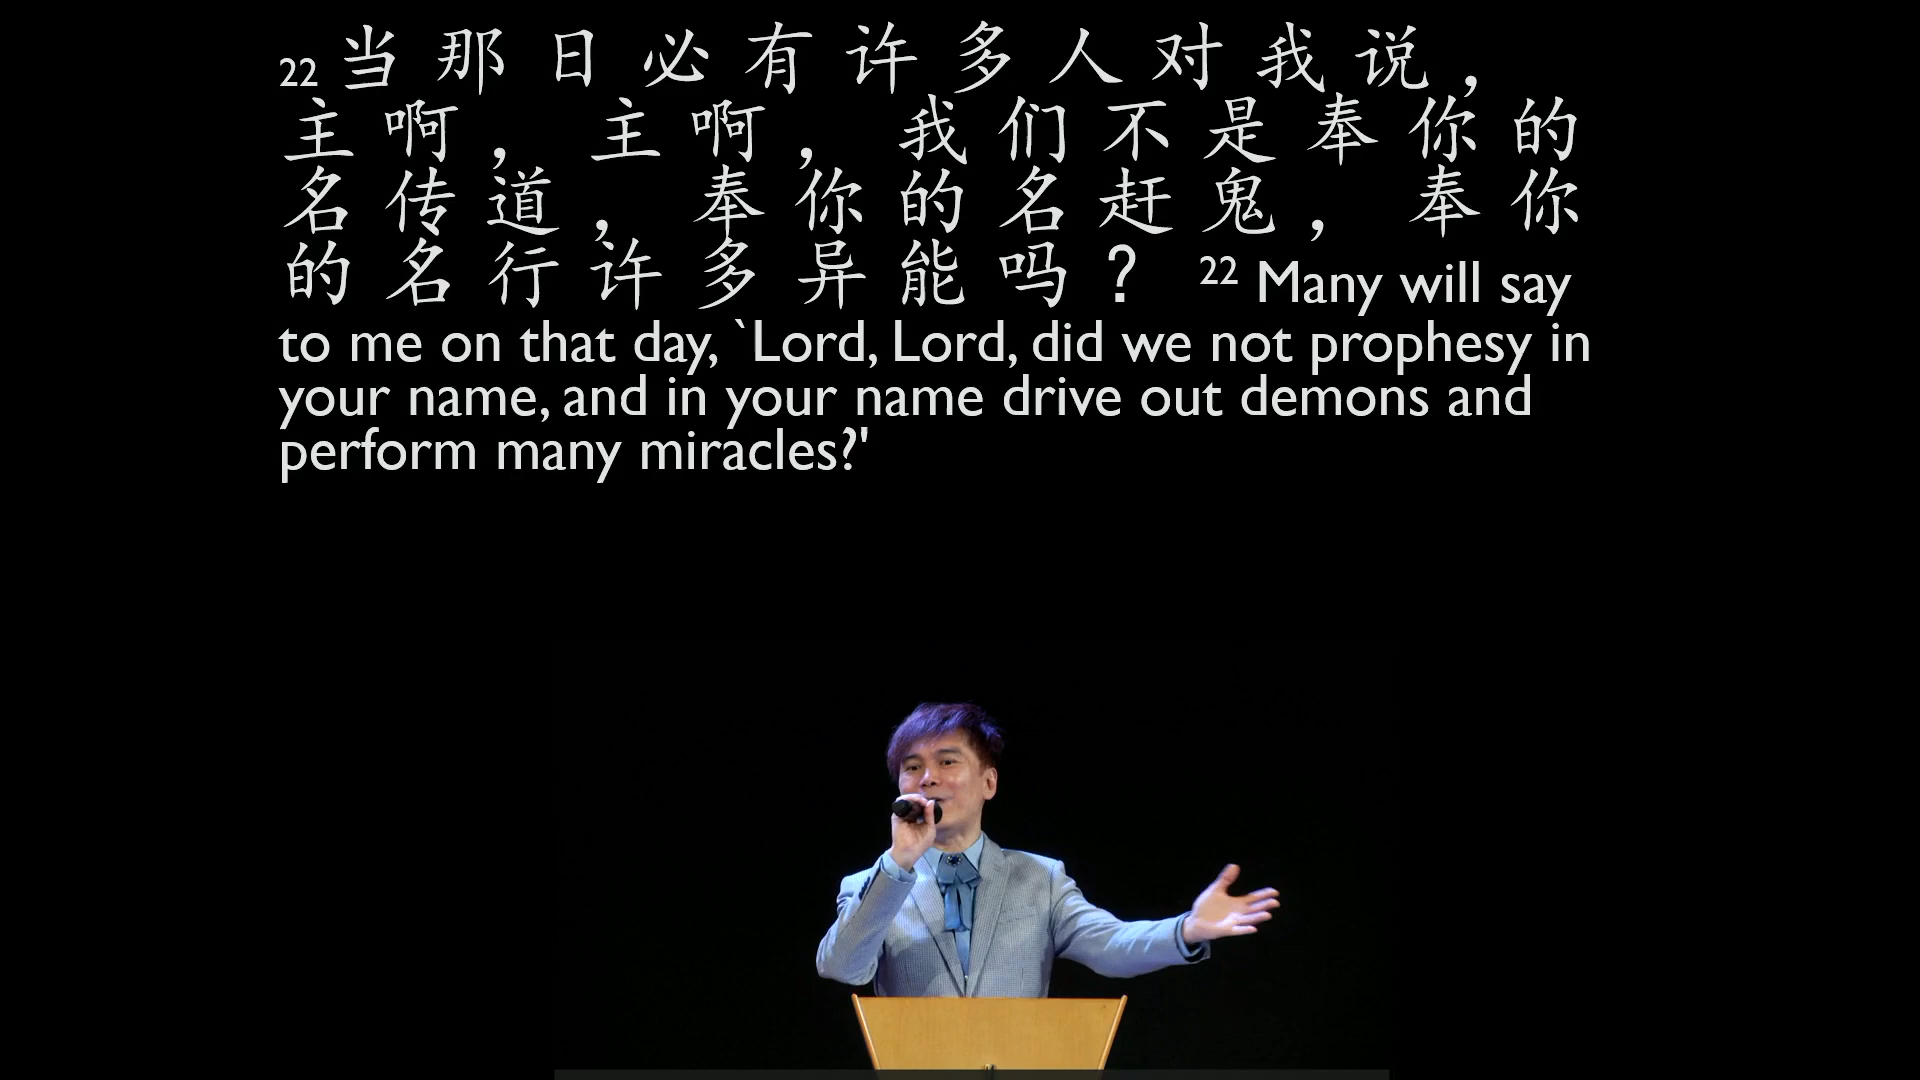 22 当那日必有许多人对我说，
主啊，主啊，我们不是奉你的
名传道，奉你的名赶鬼，奉你
的名行许多异能吗？ 22 Many will say
to me on that day, `Lord, Lord, did we not prophesy in
your name, and in your name drive out demons and
perform many miracles?'